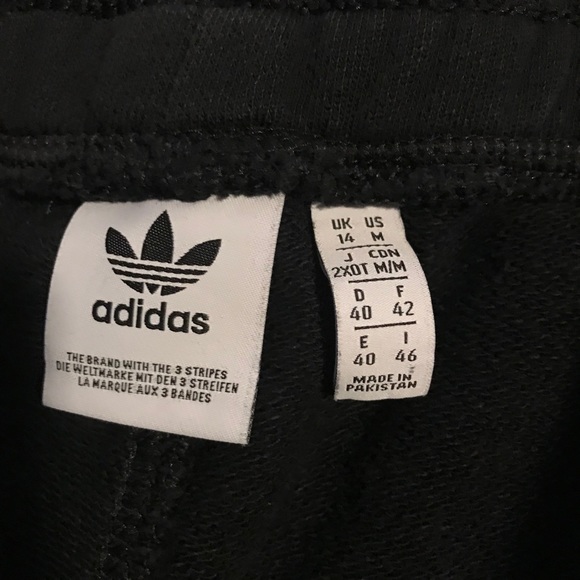 adidas
THE BRAND WITH THE 3 STRIPES
DIE WELTMARKE MIT DEN 3 STREIFEN
LA MARQUE AUX 3 BANDES
UK US
14 M
J CDN
2XOT M/M
D F
40 42
E I
40 46
MADE IN
PAKISTAN